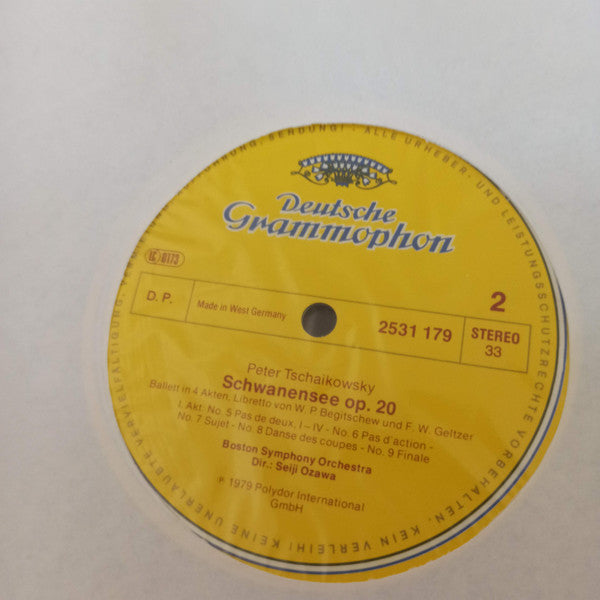 Deutsche
Grammophon
LC 0173
2
D. P.
Made in West Germany
2531 179
STEREO
33
Peter Tschaikowsky
Schwanensee op. 20
Ballett in 4 Akten, Libretto von W. P. Begitschew und F. W. Geltzer
I. Akt: No. 5 Pas de deux, I – IV - No. 6 Pas d'action -
No. 7 Sujet - No. 8 Danse des coupes - No. 9 Finale
Boston Symphony Orchestra
Dir.: Seiji Ozawa
℗ 1979 Polydor International
GmbH
ALLE URHEBER- UND LEISTUNGSSCHUTZRECHTE VORBEHALTEN. KEIN VERLEIH! KEINE UNERLAUBTE VERVIELFÄLTIGUNG, SENDUNG!